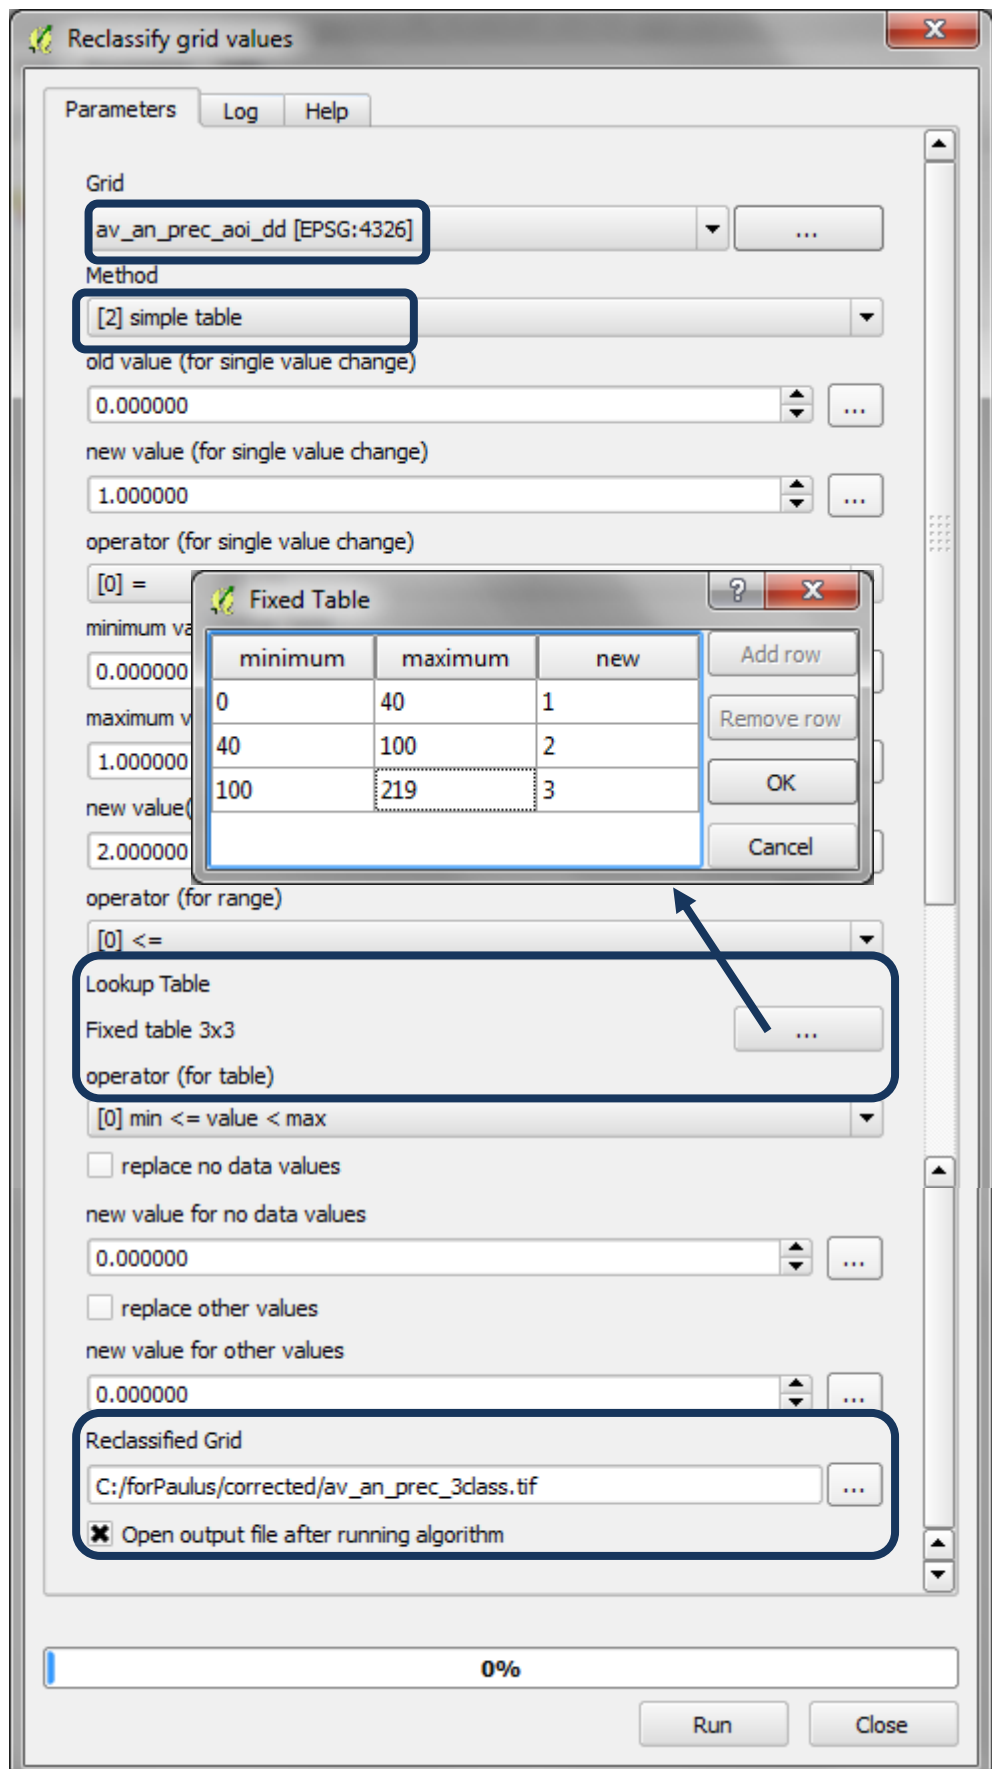 Reclassify grid values
Parameters Log Help
Grid
av_an_prec_aoi_dd [EPSG:4326] ...
Method
[2] simple table
old value (for single value change)
0.000000 ...
new value (for single value change)
1.000000 ...
operator (for single value change)
[0] =
minimum va
0.000000
maximum v
1.000000
new value(
2.000000
Fixed Table ?
minimum maximum new
0 40 1
40 100 2
100 219 3
Add row
Remove row
OK
Cancel
operator (for range)
[0] <=
Lookup Table
Fixed table 3x3 ...
operator (for table)
[0] min <= value < max
replace no data values
new value for no data values
0.000000 ...
replace other values
new value for other values
0.000000 ...
Reclassified Grid
C:/forPaulus/corrected/av_an_prec_3class.tif ...
Open output file after running algorithm
0%
Run Close